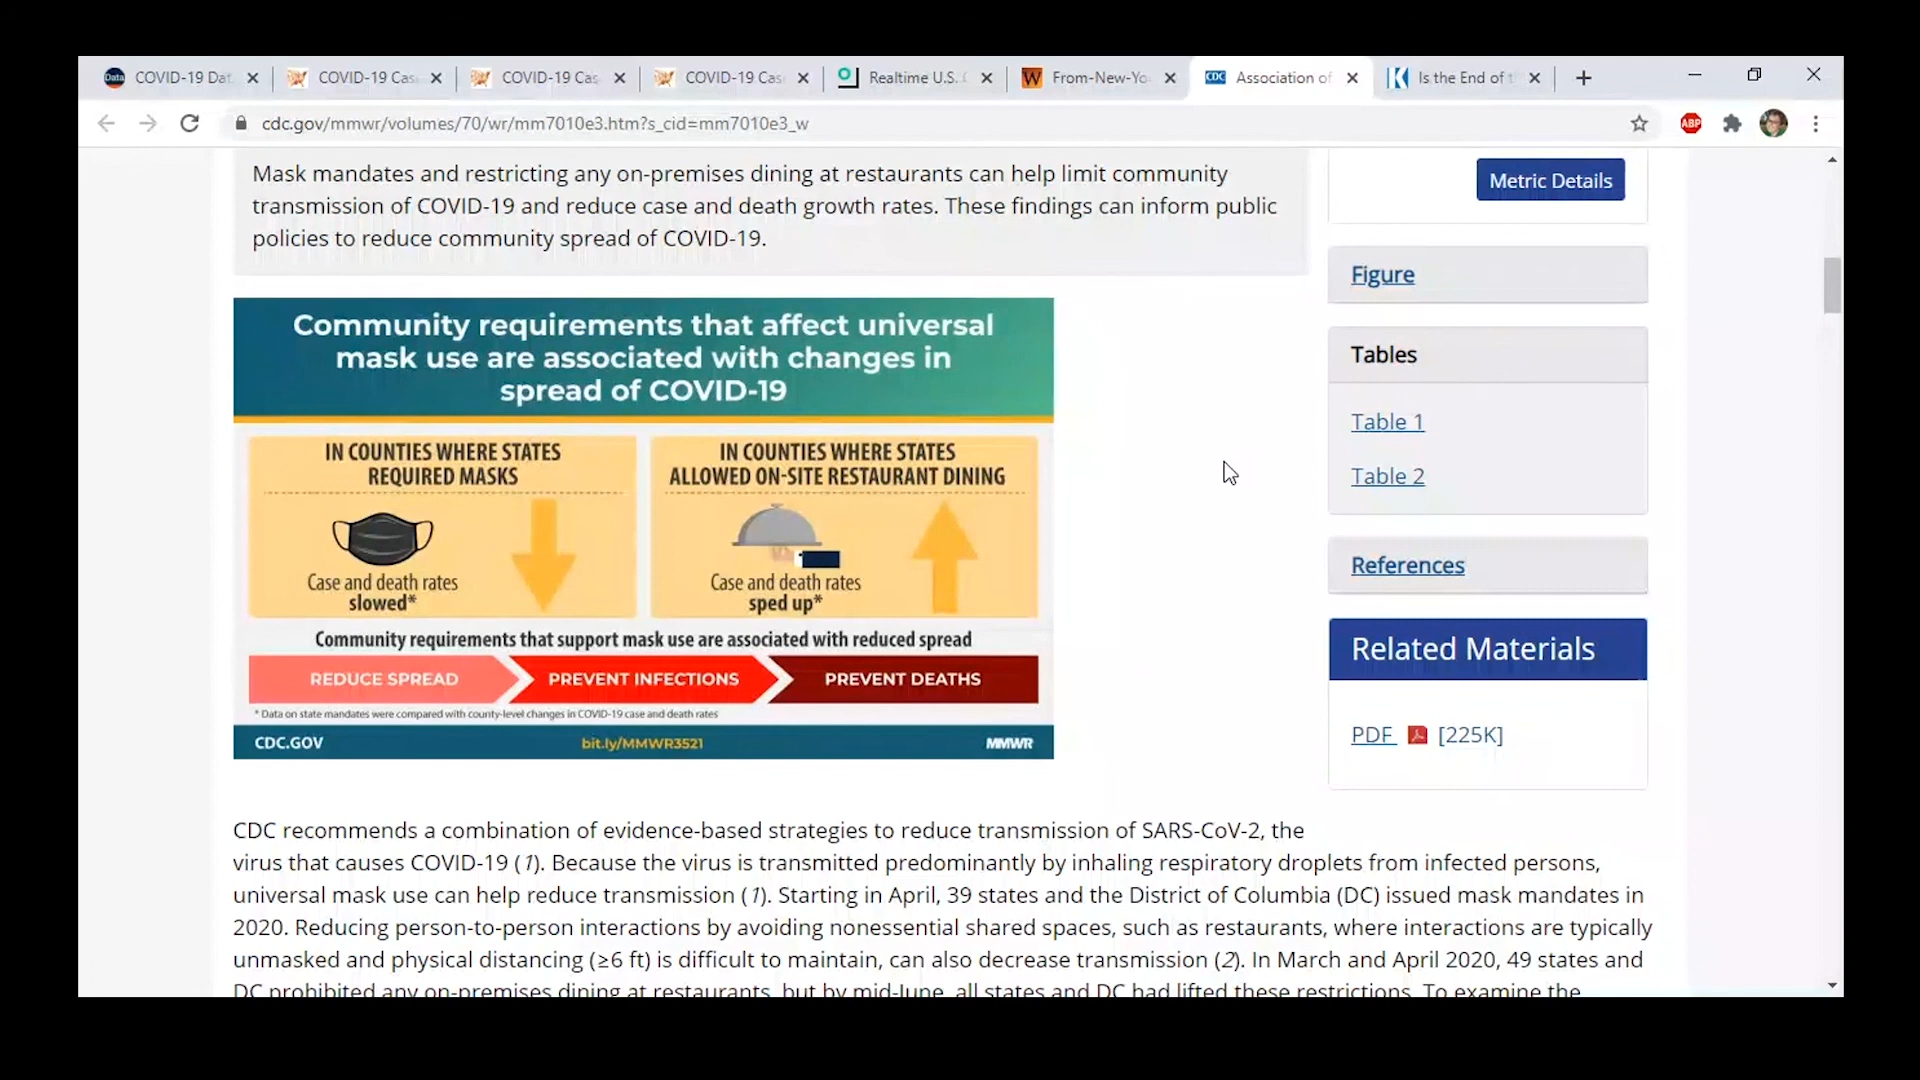 COVID-19 Dat
COVID-19 Cas
COVID-19 Cas
COVID-19 Cas
Realtime U.S.
From-New-Yo
CDC
Association of
Is the End of t
cdc.gov/mmwr/volumes/70/wr/mm7010e3.htm?s_cid=mm7010e3_w
ABP
Mask mandates and restricting any on-premises dining at restaurants can help limit community
transmission of COVID-19 and reduce case and death growth rates. These findings can inform public
policies to reduce community spread of COVID-19.
Metric Details
Figure
Tables
Table 1
Table 2
References
Related Materials
PDF [225K]
Community requirements that affect universal
mask use are associated with changes in
spread of COVID-19
IN COUNTIES WHERE STATES
REQUIRED MASKS
Case and death rates
slowed*
IN COUNTIES WHERE STATES
ALLOWED ON-SITE RESTAURANT DINING
Case and death rates
sped up*
Community requirements that support mask use are associated with reduced spread
REDUCE SPREAD
PREVENT INFECTIONS
PREVENT DEATHS
* Data on state mandates were compared with county-level changes in COVID-19 case and death rates
CDC.GOV
bit.ly/MMWR3521
MMWR
CDC recommends a combination of evidence-based strategies to reduce transmission of SARS-CoV-2, the
virus that causes COVID-19 (1). Because the virus is transmitted predominantly by inhaling respiratory droplets from infected persons,
universal mask use can help reduce transmission (1). Starting in April, 39 states and the District of Columbia (DC) issued mask mandates in
2020. Reducing person-to-person interactions by avoiding nonessential shared spaces, such as restaurants, where interactions are typically
unmasked and physical distancing (≥6 ft) is difficult to maintain, can also decrease transmission (2). In March and April 2020, 49 states and
DC prohibited any on-premises dining at restaurants, but by mid-June, all states and DC had lifted these restrictions. To examine the